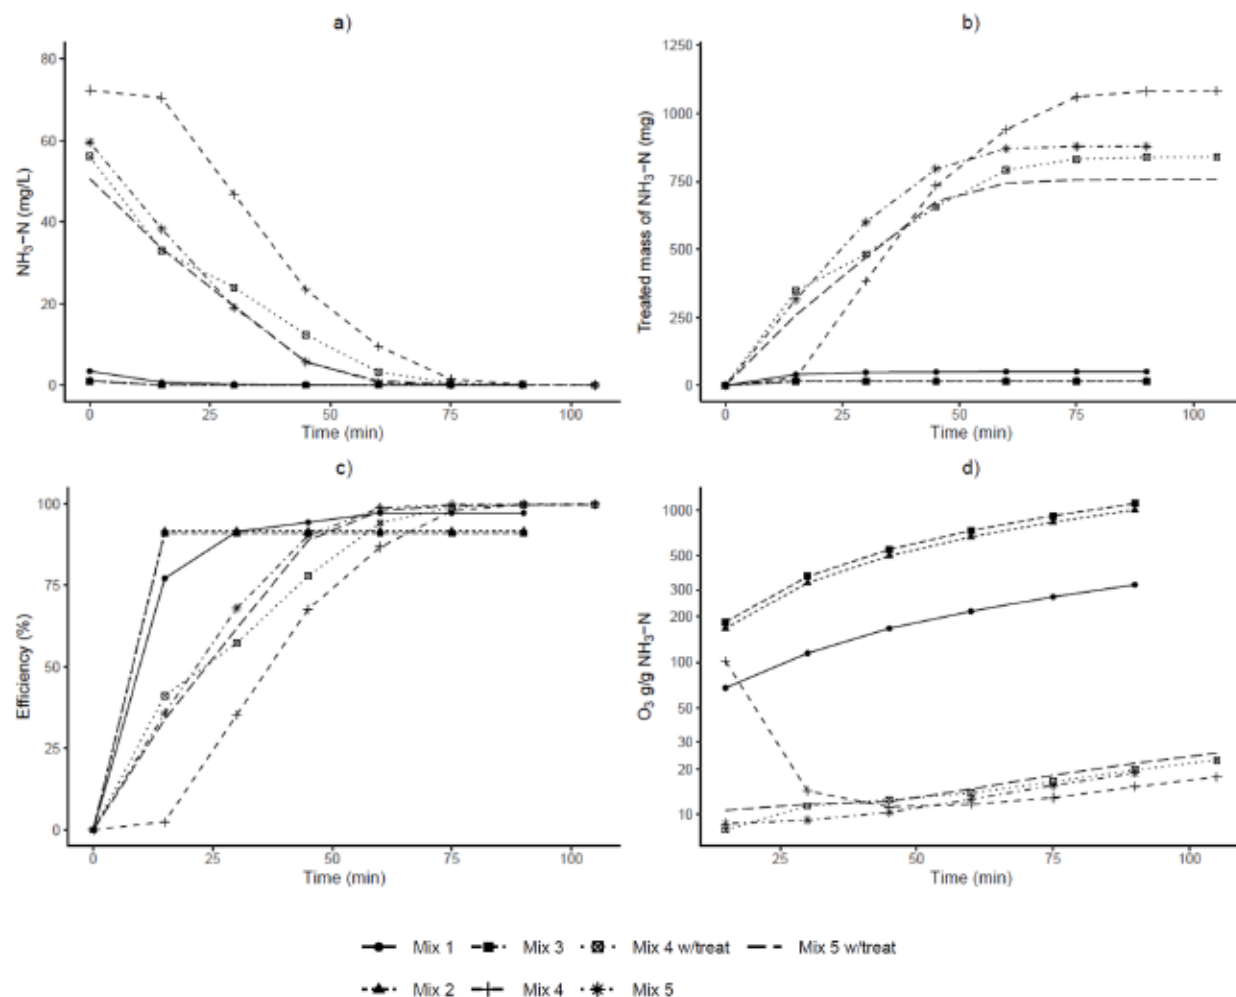 a)
80
60
40
20
0
NH₃−N (mg/L)
0 25 50 75 100
Time (min)
b)
1250
1000
750
500
250
0
Treated mass of NH₃−N (mg)
0 25 50 75 100
Time (min)
c)
100
75
50
25
0
Efficiency (%)
0 25 50 75 100
Time (min)
d)
1000
500
300
200
100
50
30
20
10
O₃ g/g NH₃−N
25 50 75 100
Time (min)
Mix 1 Mix 3 Mix 4 w/treat Mix 5 w/treat
Mix 2 Mix 4 Mix 5